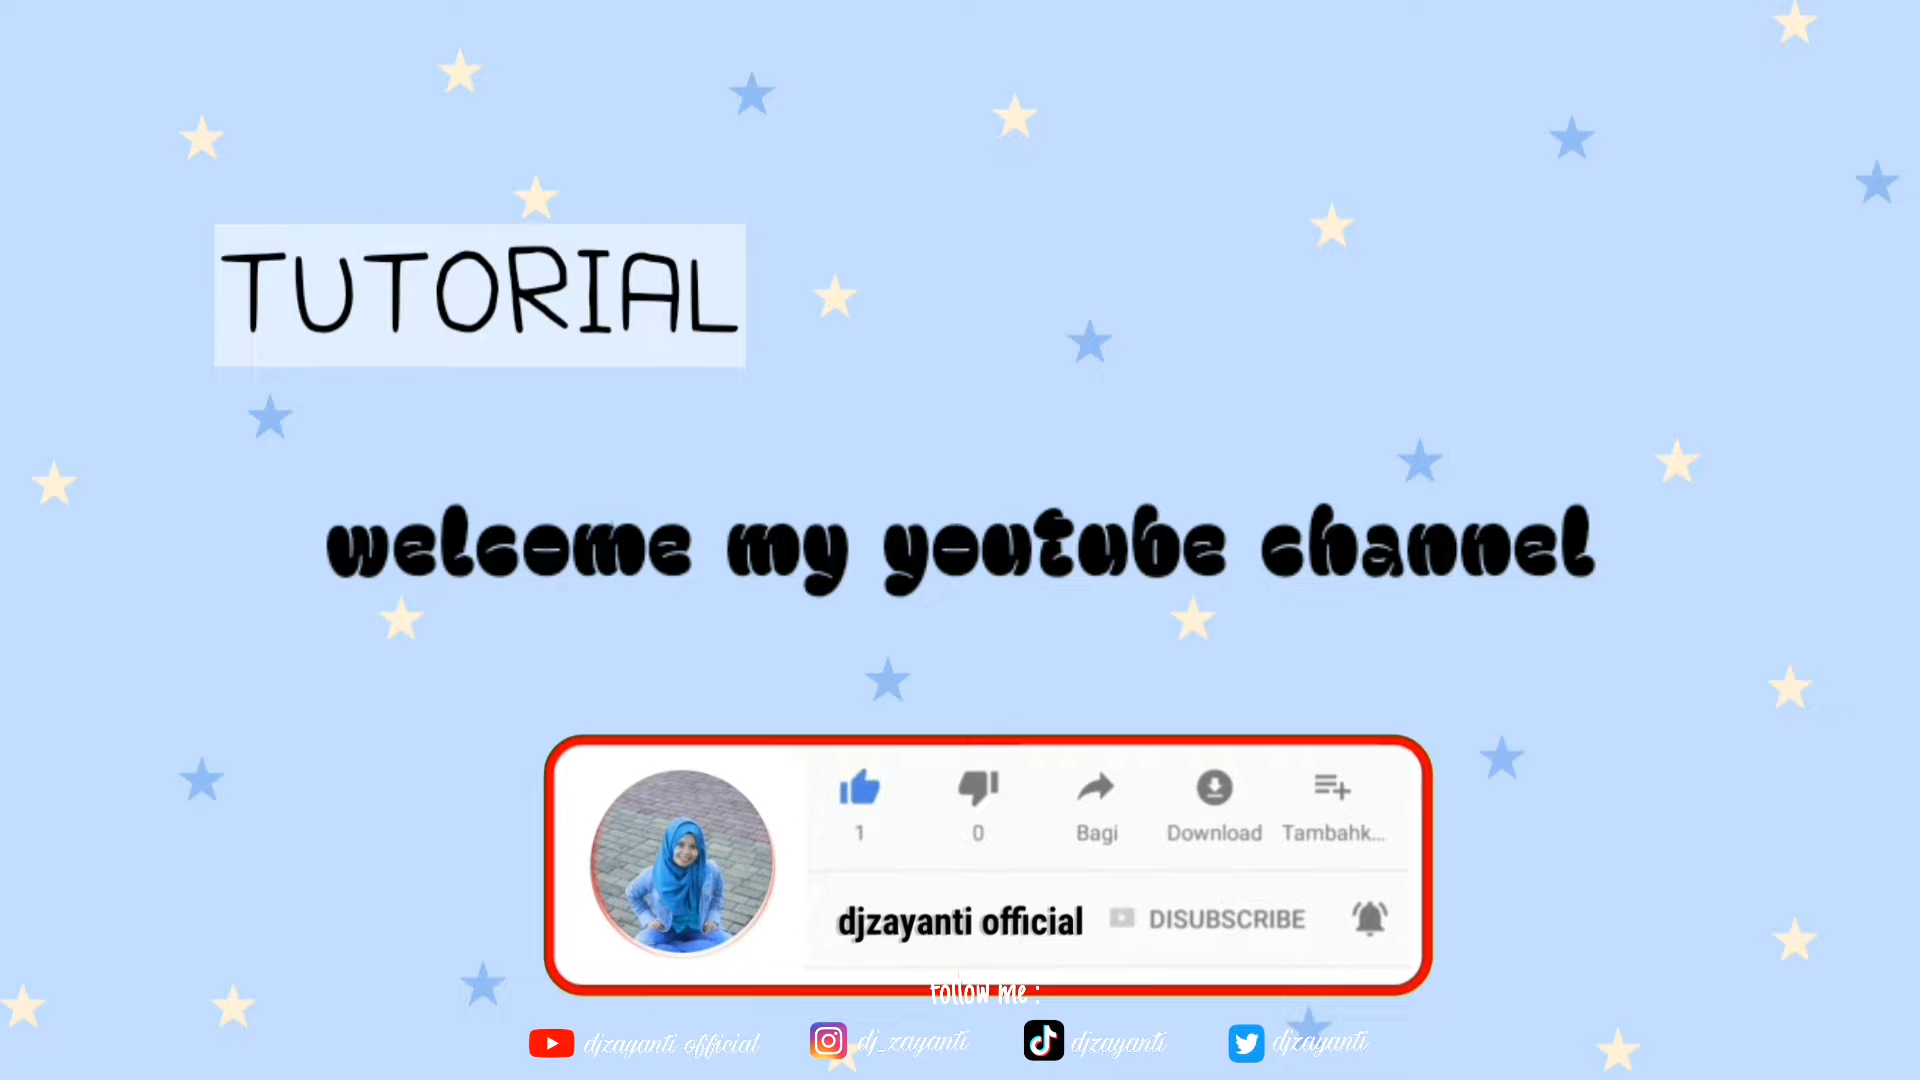 TUTORIAL
welcome my youtube channel
1 0 Bagi Download Tambahk...
djzayanti official DISUBSCRIBE
follow me :
djzayanti official dj_zayanti djzayanti djzayanti